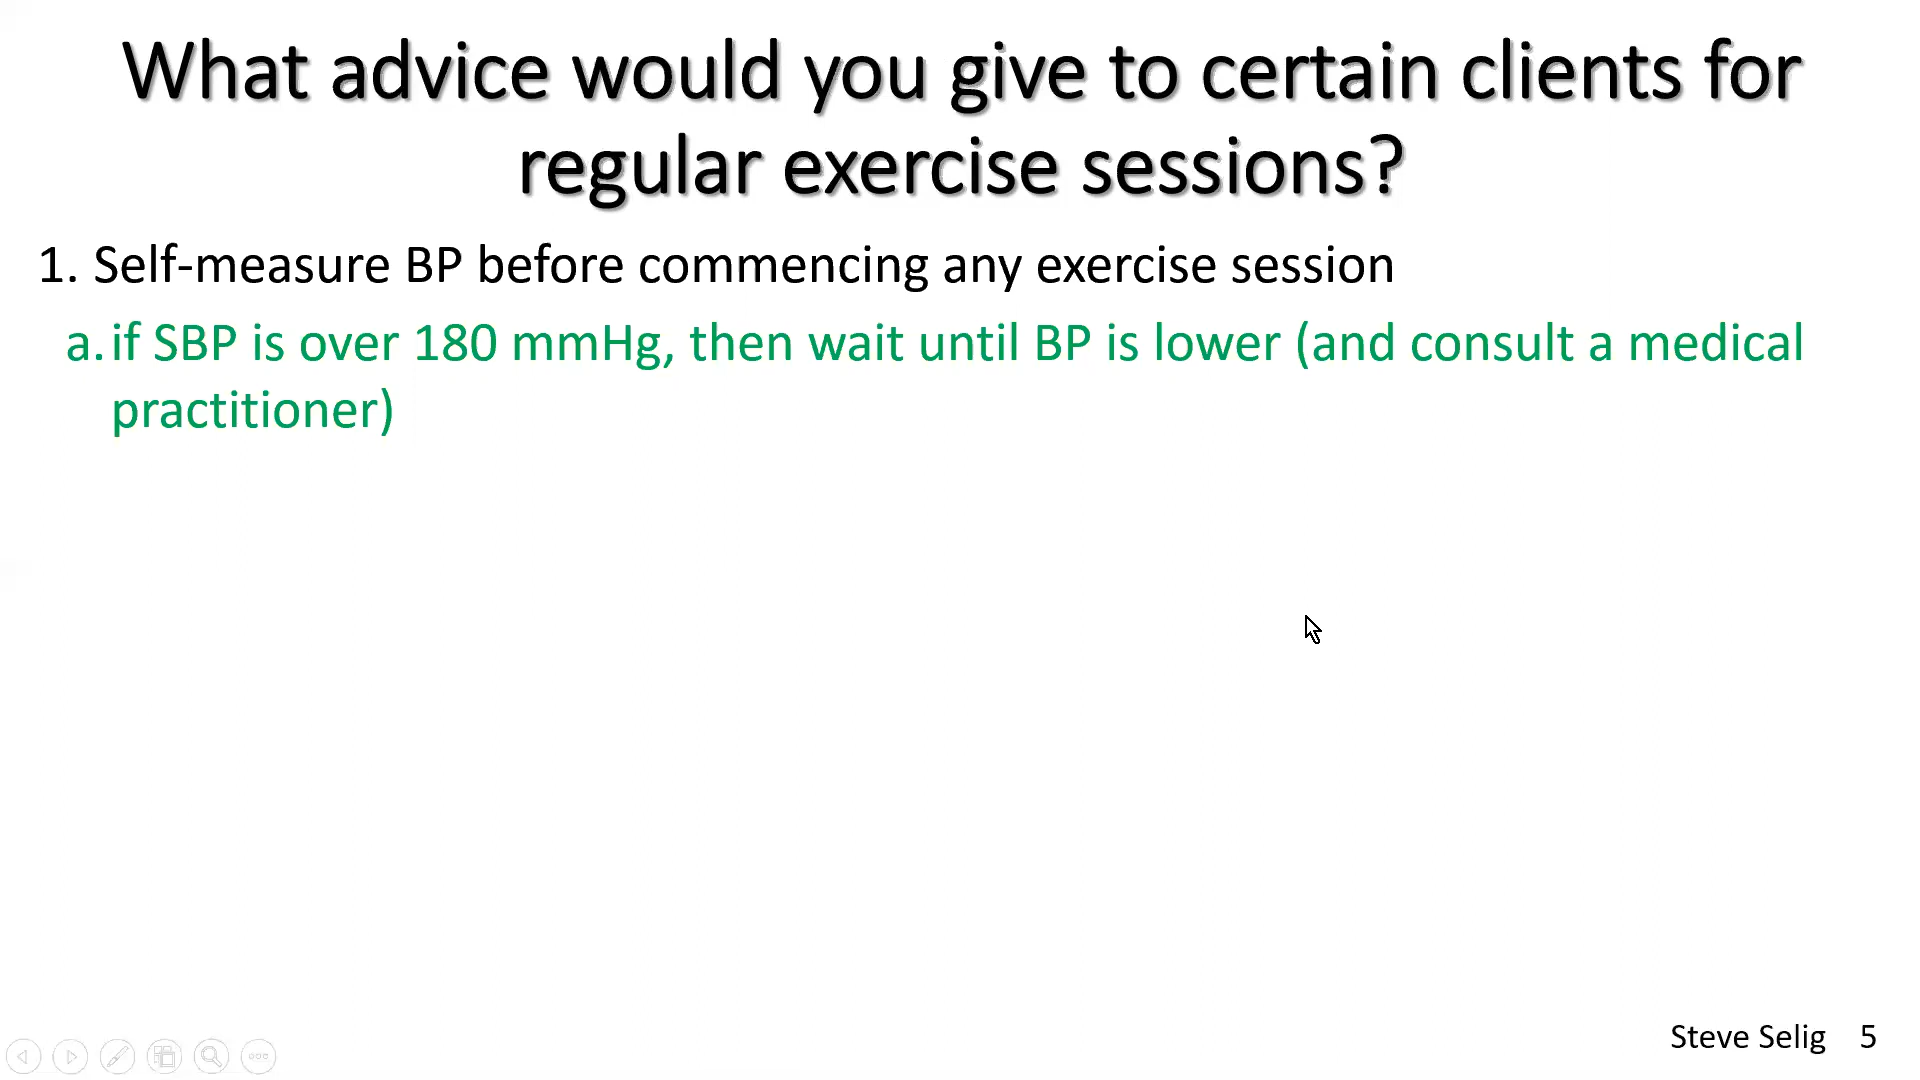 What advice would you give to certain clients for
regular exercise sessions?
1. Self-measure BP before commencing any exercise session
a. if SBP is over 180 mmHg, then wait until BP is lower (and consult a medical
practitioner)
Steve Selig 5